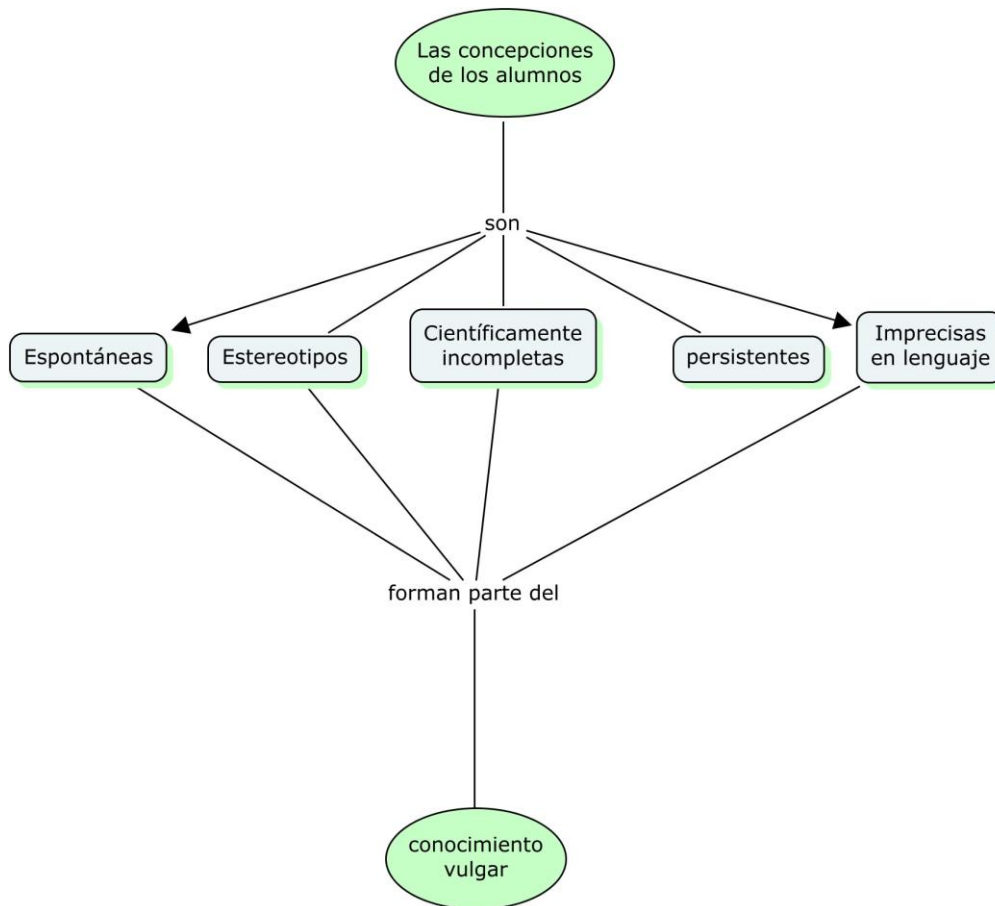 Las concepciones
de los alumnos
son
Espontáneas
Estereotipos
Científicamente
incompletas
persistentes
Imprecisas
en lenguaje
forman parte del
conocimiento
vulgar